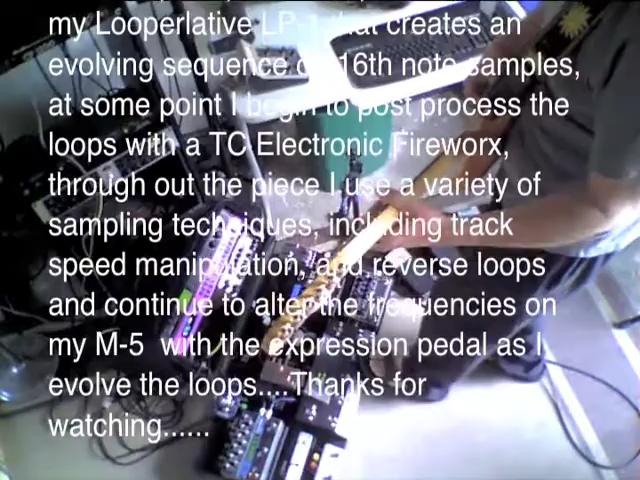 my Looperlative LP-1 that creates an
evolving sequence of 16th note samples,
at some point I begin to post process the
loops with a TC Electronic Fireworx,
through out the piece I use a variety of
sampling techniques, including track
speed manipulation, and reverse loops
and continue to alter the frequencies on
my M-5 with the expression pedal as I
evolve the loops....Thanks for
watching......